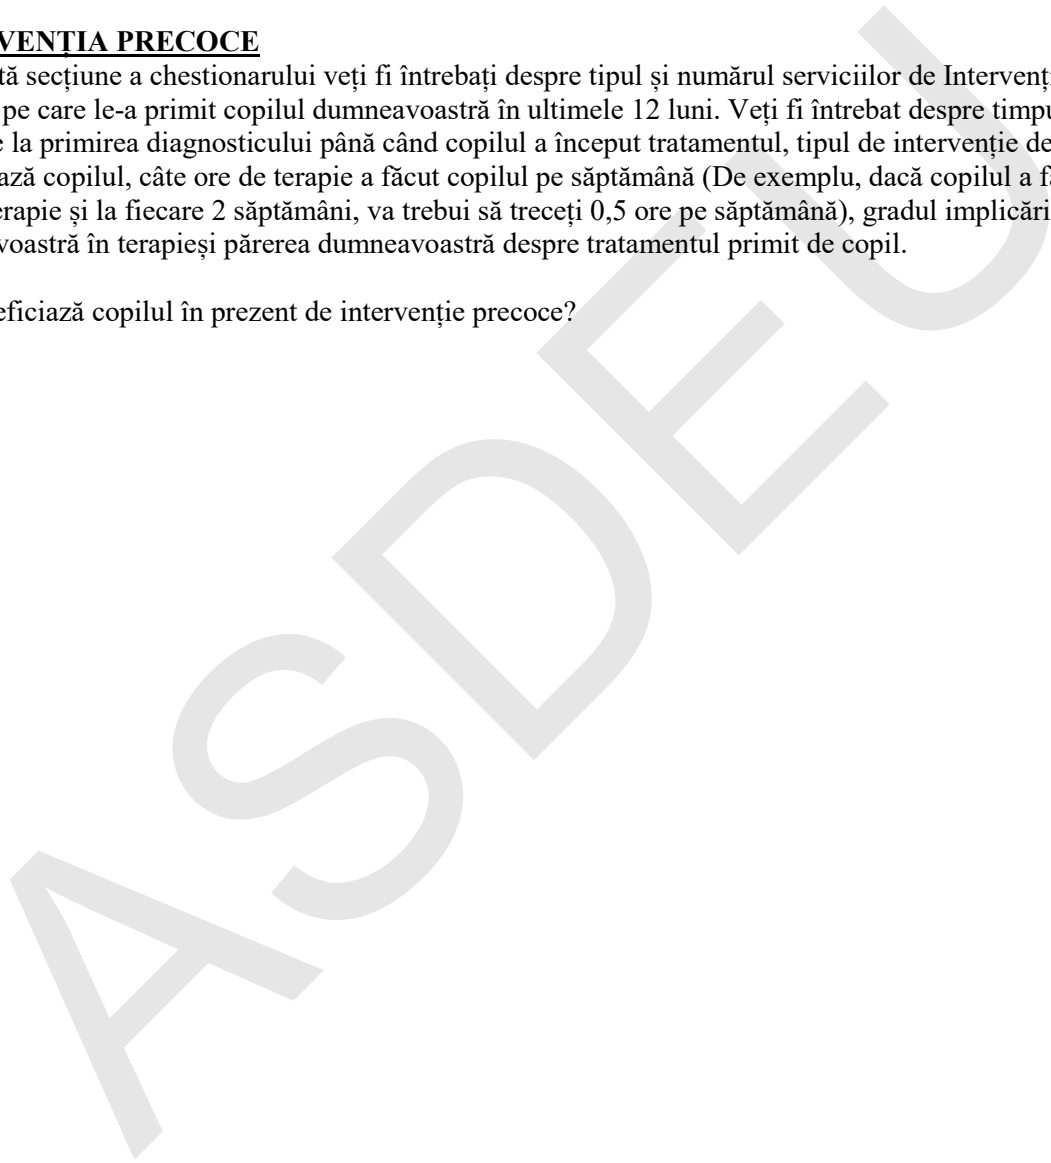 VENȚIA PRECOCE
tă secțiune a chestionarului veți fi întrebați despre tipul și numărul serviciilor de Intervenți
pe care le-a primit copilul dumneavoastră în ultimele 12 luni. Veți fi întrebat despre timpu
la primirea diagnosticului până când copilul a început tratamentul, tipul de intervenție de
ază copilul, câte ore de terapie a făcut copilul pe săptămână (De exemplu, dacă copilul a f
erapie și la fiecare 2 săptămâni, va trebui să treceți 0,5 ore pe săptămână), gradul implicări
voastră în terapieși părerea dumneavoastră despre tratamentul primit de copil.
eficiază copilul în prezent de intervenție precoce?
ASDEU